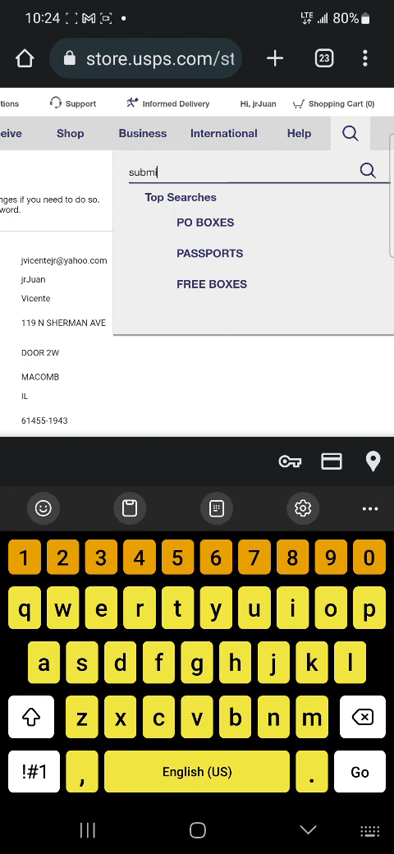 10:24 LTE 80%
store.usps.com/st
23
tions Support Informed Delivery Hi, jrJuan Shopping Cart (0)
eive Shop Business International Help
submi
Top Searches
PO BOXES
PASSPORTS
FREE BOXES
nges if you need to do so.
word.
jvicentejr@yahoo.com
jrJuan
Vicente
119 N SHERMAN AVE
DOOR 2W
MACOMB
IL
61455-1943
1 2 3 4 5 6 7 8 9 0
q w e r t y u i o p
a s d f g h j k l
z x c v b n m
!#1 , English (US) . Go